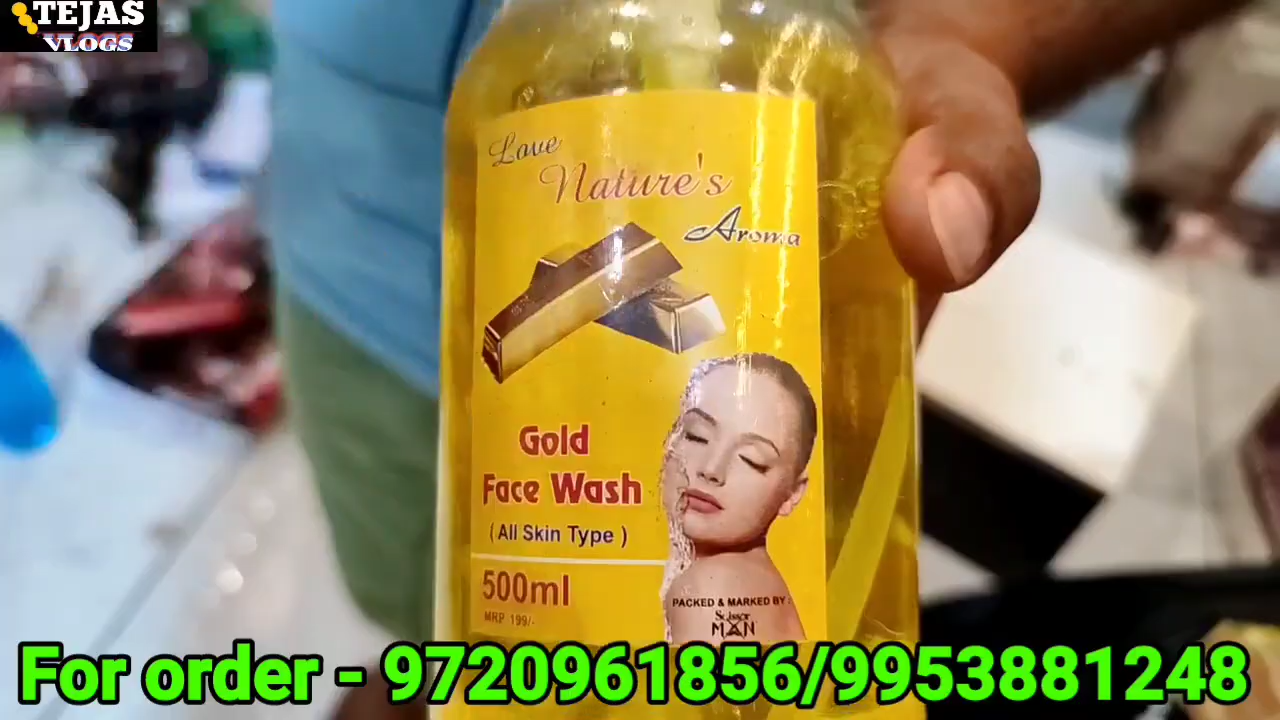 TEJAS
VLOGS
Love
Nature's
Aroma
Gold
Face Wash
( All Skin Type )
500ml
MRP 199/-
PACKED & MARKED BY :
Scissor
MAN
For order - 9720961856/9953881248